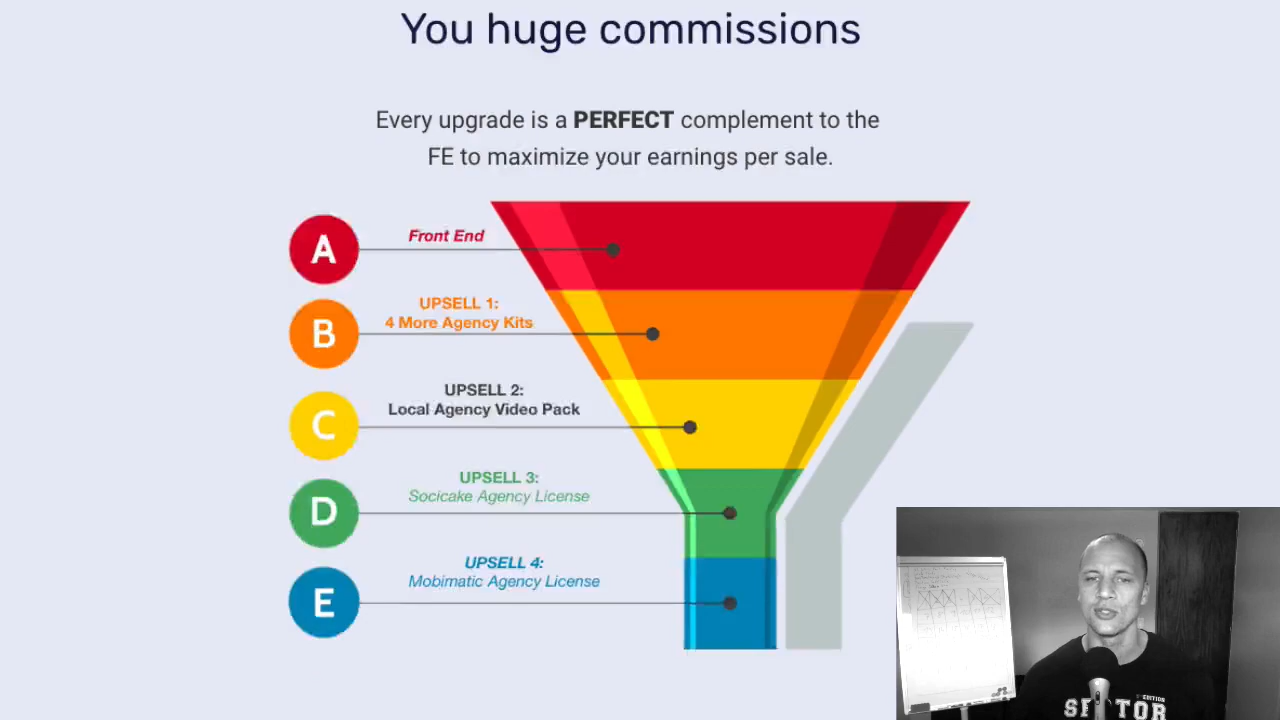 You huge commissions
Every upgrade is a PERFECT complement to the
FE to maximize your earnings per sale.
A
Front End
B
UPSELL 1:
4 More Agency Kits
C
UPSELL 2:
Local Agency Video Pack
D
UPSELL 3:
Socicake Agency License
E
UPSELL 4:
Mobimatic Agency License
EDITION